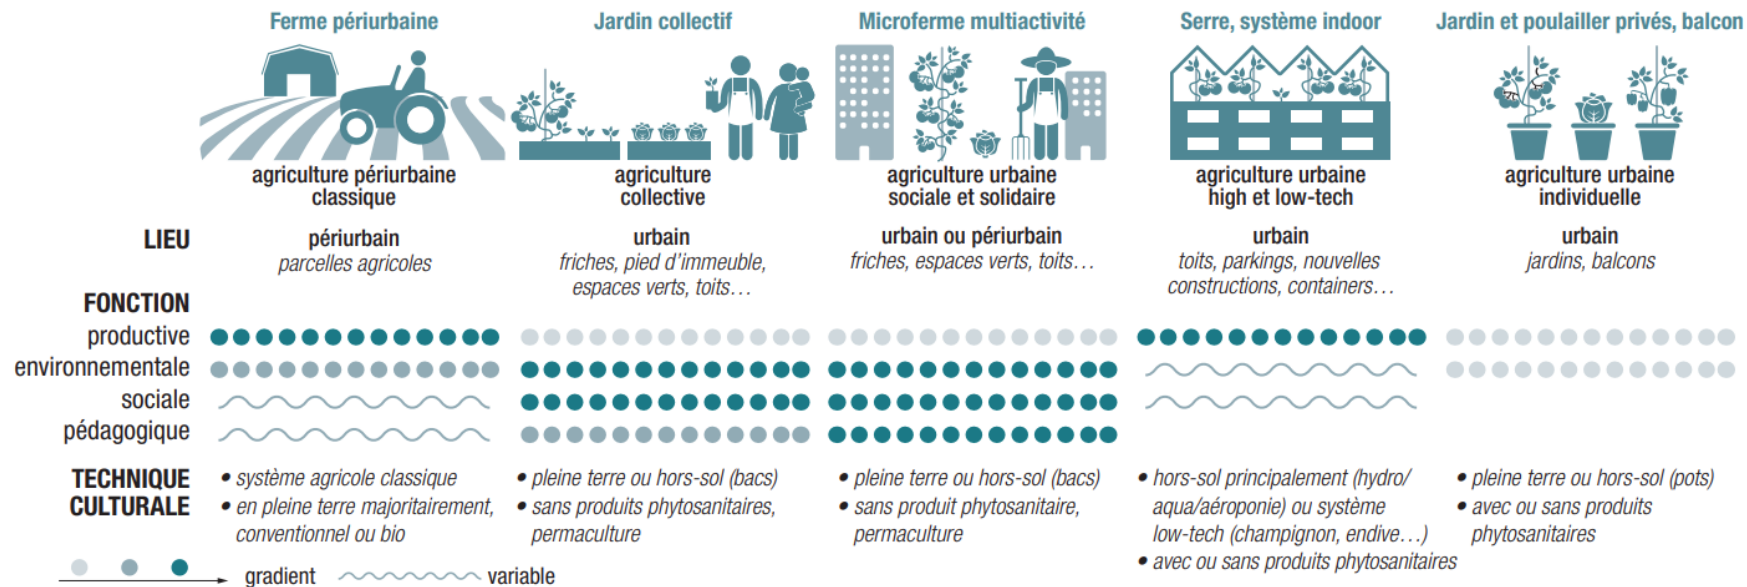 Ferme périurbaine
Jardin collectif
Microferme multiactivité
Serre, système indoor
Jardin et poulailler privés, balcon
agriculture périurbaine
classique
agriculture
collective
agriculture urbaine
sociale et solidaire
agriculture urbaine
high et low-tech
agriculture urbaine
individuelle
LIEU
périurbain
parcelles agricoles
urbain
friches, pied d’immeuble,
espaces verts, toits…
urbain ou périurbain
friches, espaces verts, toits…
urbain
toits, parkings, nouvelles
constructions, containers…
urbain
jardins, balcons
FONCTION
productive
environnementale
sociale
pédagogique
TECHNIQUE
CULTURALE
• système agricole classique
• en pleine terre majoritairement,
conventionnel ou bio
• pleine terre ou hors-sol (bacs)
• sans produits phytosanitaires,
permaculture
• pleine terre ou hors-sol (bacs)
• sans produit phytosanitaire,
permaculture
• hors-sol principalement (hydro/
aqua/aéroponie) ou système
low-tech (champignon, endive…)
• avec ou sans produits phytosanitaires
• pleine terre ou hors-sol (pots)
• avec ou sans produits
phytosanitaires
gradient
variable